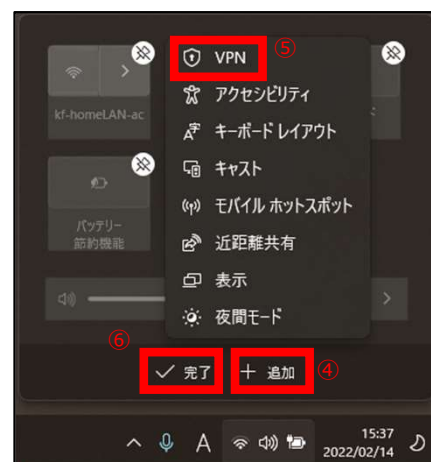 VPN
⑤
アクセシビリティ
kf-homeLAN-ac
キーボード レイアウト
キャスト
モバイル ホットスポット
バッテリー
節約機能
近距離共有
表示
夜間モード
⑥
完了
追加
④
A
15:37
2022/02/14